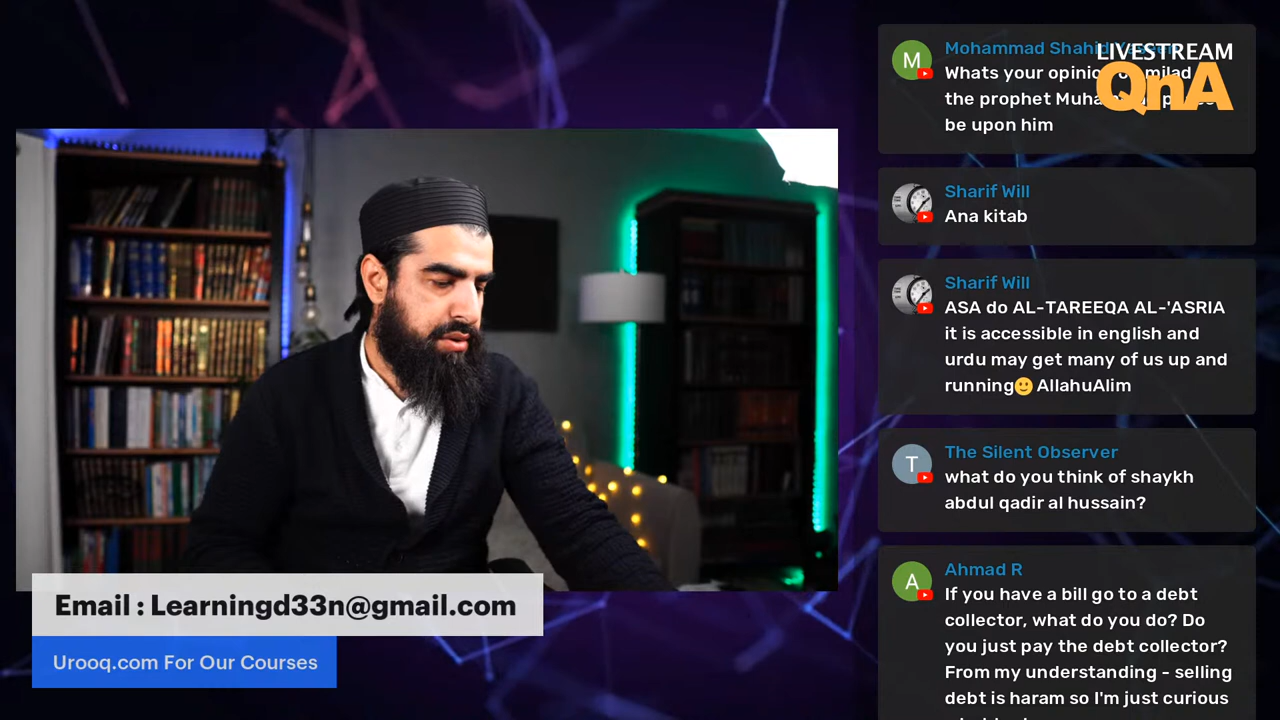 Mohammad Shahid
Whats your opinion milad
the prophet
be upon him
LIVESTREAM
QnA
Sharif Will
Ana kitab
Sharif Will
ASA do AL-TAREEQA AL-'ASRIA
it is accessible in english and
urdu may get many of us up and
running🙂 AllahuAlim
The Silent Observer
what do you think of shaykh
abdul qadir al hussain?
Ahmad R
If you have a bill go to a debt
collector, what do you do? Do
you just pay the debt collector?
From my understanding - selling
debt is haram so I'm just curious
Email : Learningd33n@gmail.com
Urooq.com For Our Courses
M
T
A